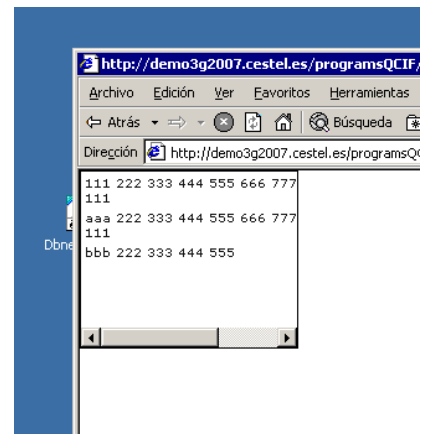 http://demo3g2007.cestel.es/programsQCIF/
Archivo Edición Ver Favoritos Herramientas
Atrás Búsqueda
Dirección http://demo3g2007.cestel.es/programsQ
111 222 333 444 555 666 777
111
aaa 222 333 444 555 666 777
111
Dbne
bbb 222 333 444 555